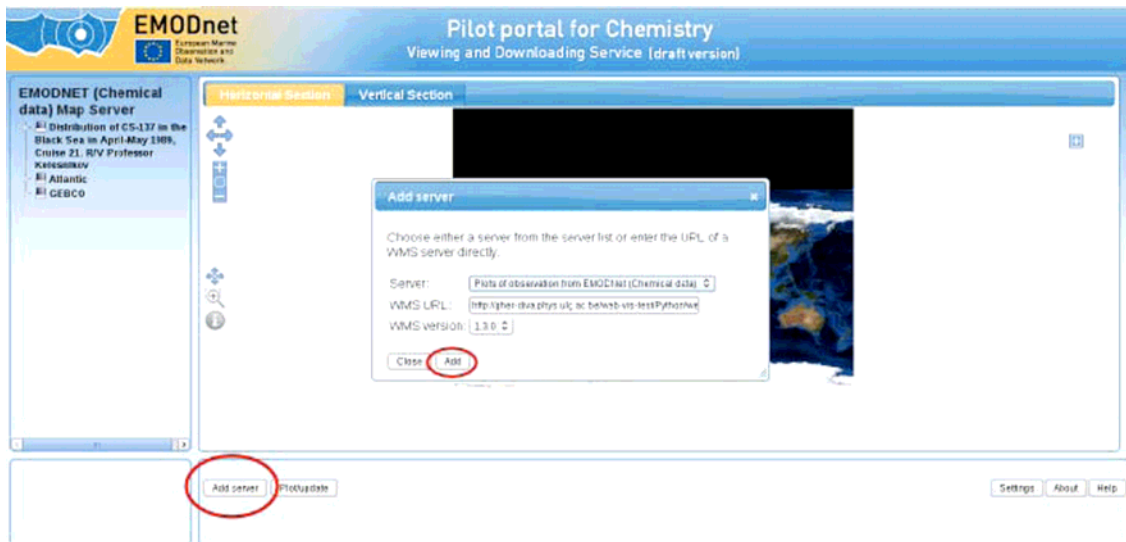 EMODnet
European Marine
Observation and
Data Network
Pilot portal for Chemistry
Viewing and Downloading Service (draft version)
EMODNET (Chemical
data) Map Server
Distribution of CS-137 in the
Black Sea in April-May 1989,
Cruise 21. R/V Professor
Atlantic
GEBCO
Horizontal Section
Vertical Section
Add server
Choose either a server from the server list or enter the URL of a
WMS server directly.
Server:
Plots of observation from EMODNet (Chemical data)
WMS URL:
WMS version:
1.3.0
Close
Add
Add server
Plot/update
Settings
About
Help